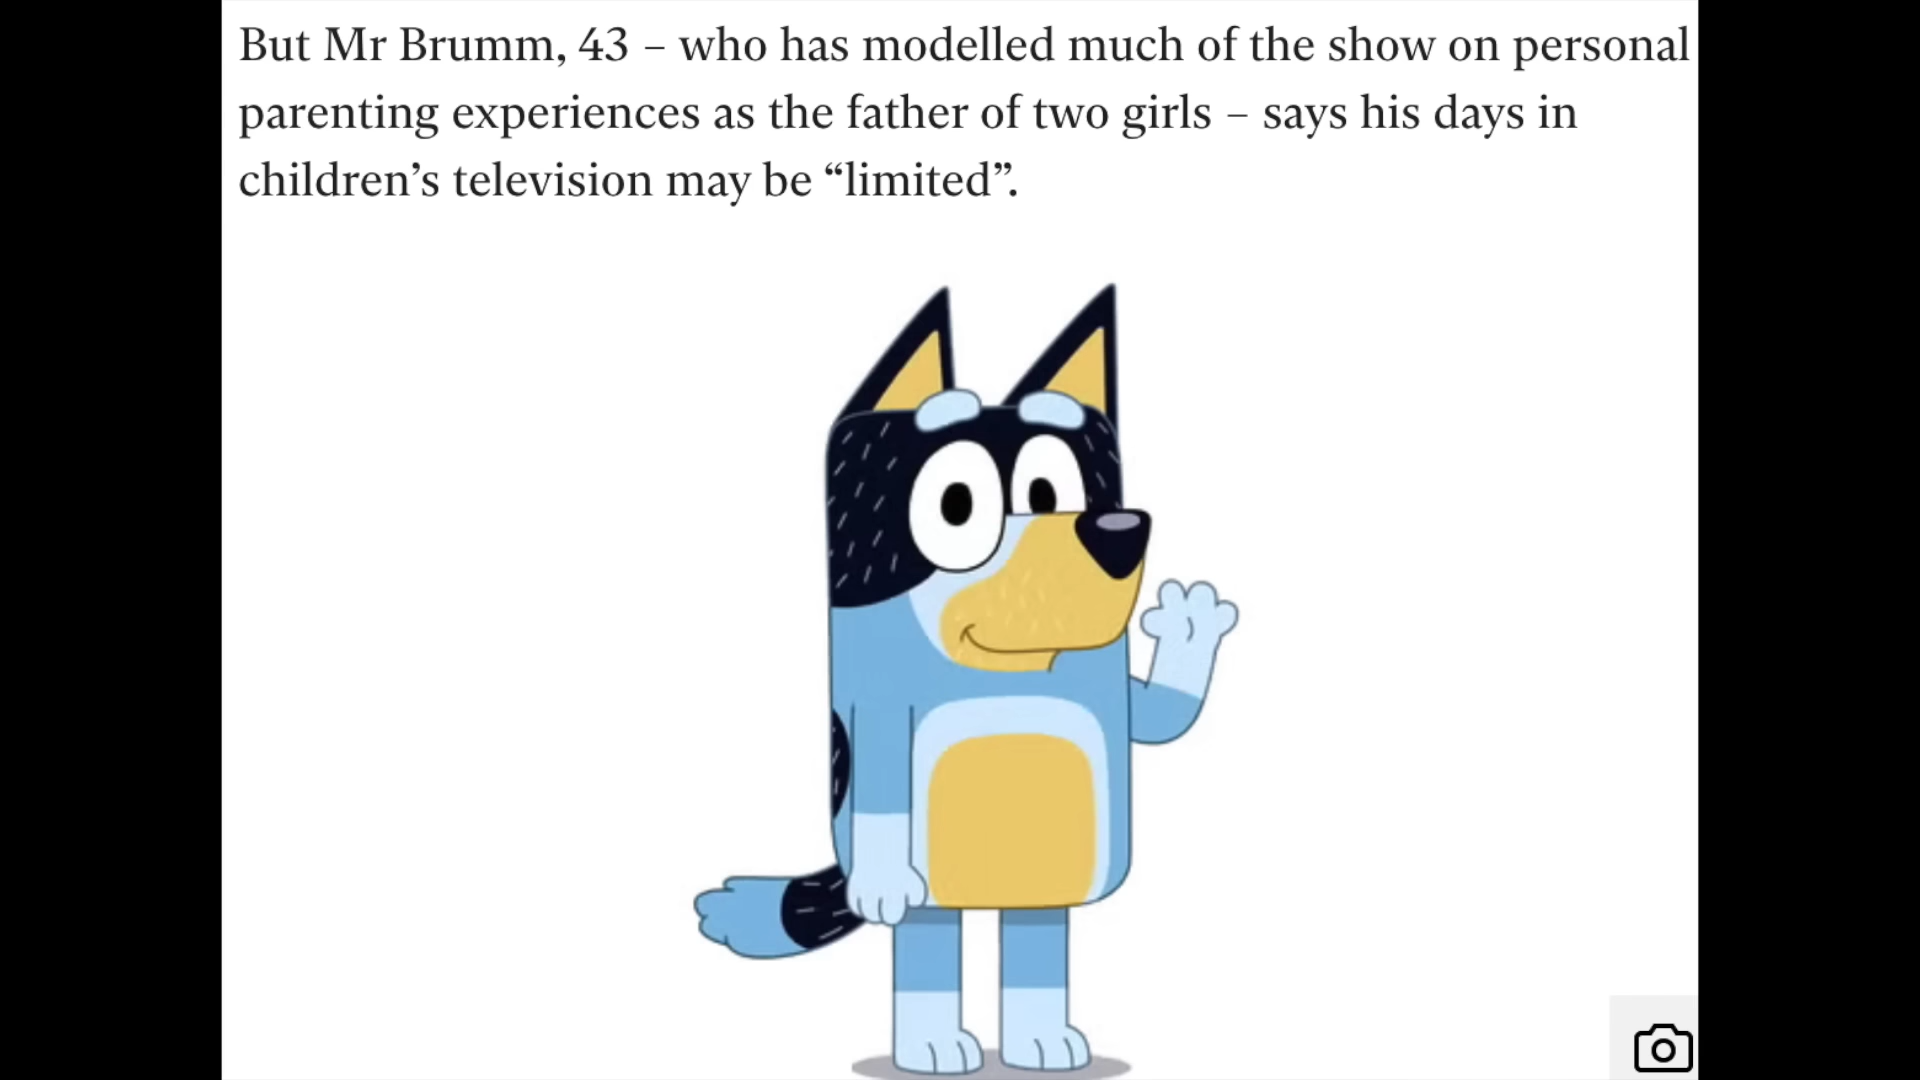 But Mr Brumm, 43 – who has modelled much of the show on personal
parenting experiences as the father of two girls – says his days in
children’s television may be “limited”.